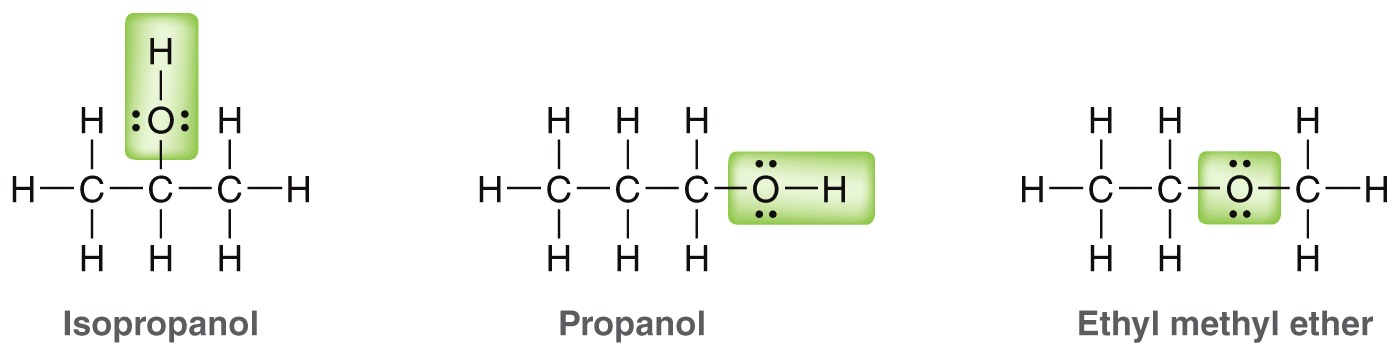 H
H :O: H
H—C—C—C—H
H H H
Isopropanol
H H H
H—C—C—C—O—H
H H H
Propanol
H H H
H—C—C—O—C—H
H H H
Ethyl methyl ether